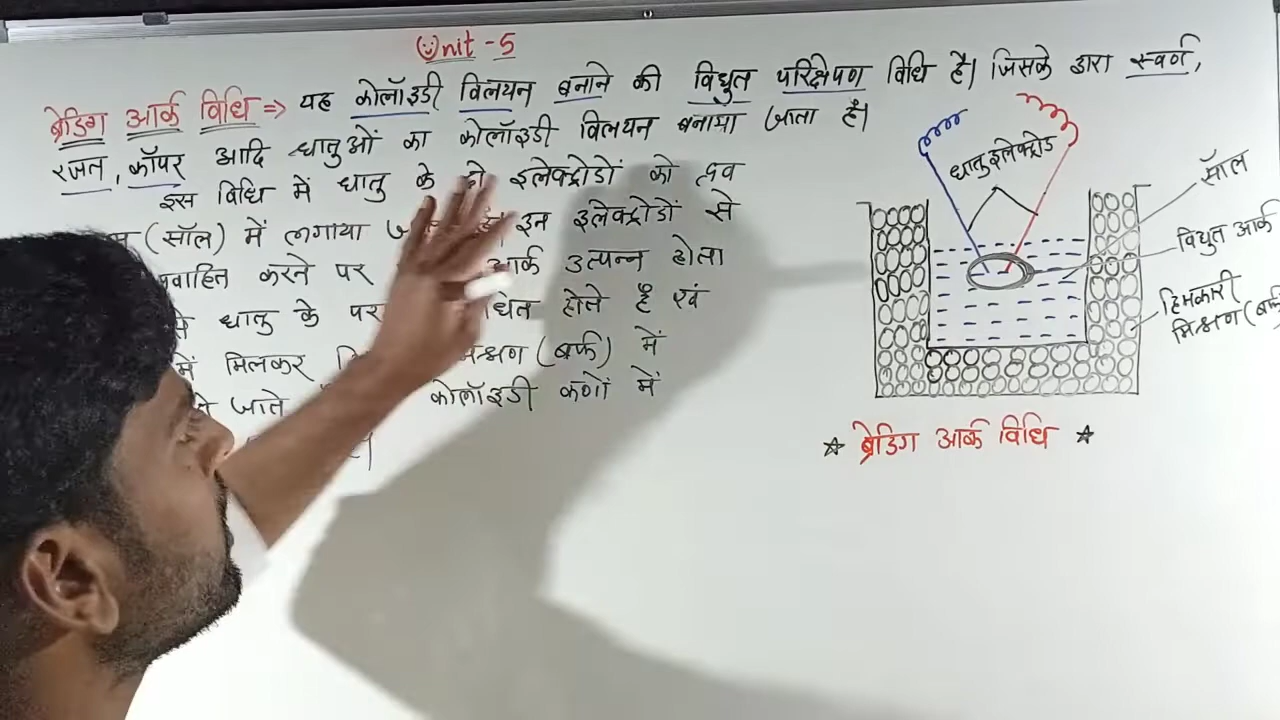 Unit - 5
ब्रेडिग आर्क विधि ⇒ यह कोलॉइडी विलयन बनाने की विधुत परिक्षेपण विधि है। जिसके द्वारा स्वर्ण,
रजत, कॉपर आदि धातुओं का कोलॉइडी विलयन बनाया जाता है।
इस विधि में धातु के दो इलेक्ट्रोडों को द्रव
(सॉल) में लगाया इन इलेक्ट्रोडों से
प्रवाहित करने पर आर्क उत्पन्न होता
धातु के होते है एवं
में मिलकर (बर्फ) में
जाते कोलॉइडी कणों में
धातु इलेक्ट्रोड
सॉल
विधुत आर्क
हिमकारी
मिश्रण (बर्फ
☆ ब्रेडिग आर्क विधि ☆